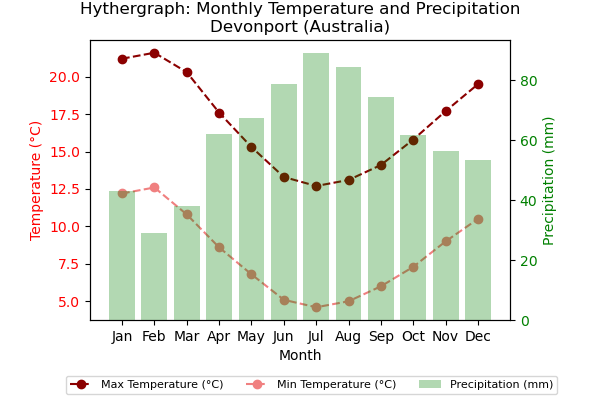 Hythergraph: Monthly Temperature and Precipitation
Devonport (Australia)
20.0
17.5
15.0
12.5
10.0
7.5
5.0
Temperature (°C)
80
60
40
20
0
Precipitation (mm)
Jan Feb Mar Apr May Jun Jul Aug Sep Oct Nov Dec
Month
Max Temperature (°C) Min Temperature (°C) Precipitation (mm)